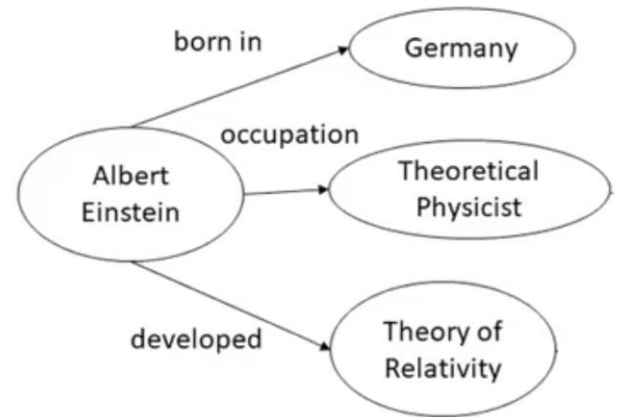 born in
Germany
occupation
Albert
Einstein
Theoretical
Physicist
developed
Theory of
Relativity